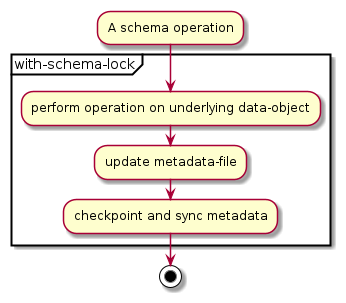 A schema operation
with-schema-lock
perform operation on underlying data-object
update metadata-file
checkpoint and sync metadata